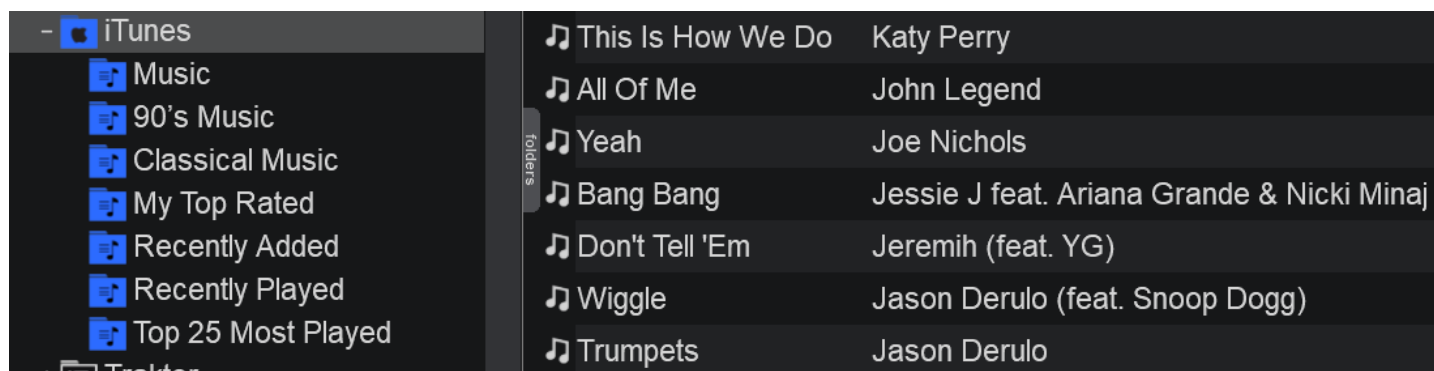 iTunes
Music
90's Music
Classical Music
My Top Rated
Recently Added
Recently Played
Top 25 Most Played
Traktor
folders
This Is How We Do Katy Perry
All Of Me John Legend
Yeah Joe Nichols
Bang Bang Jessie J feat. Ariana Grande & Nicki Minaj
Don't Tell 'Em Jeremih (feat. YG)
Wiggle Jason Derulo (feat. Snoop Dogg)
Trumpets Jason Derulo